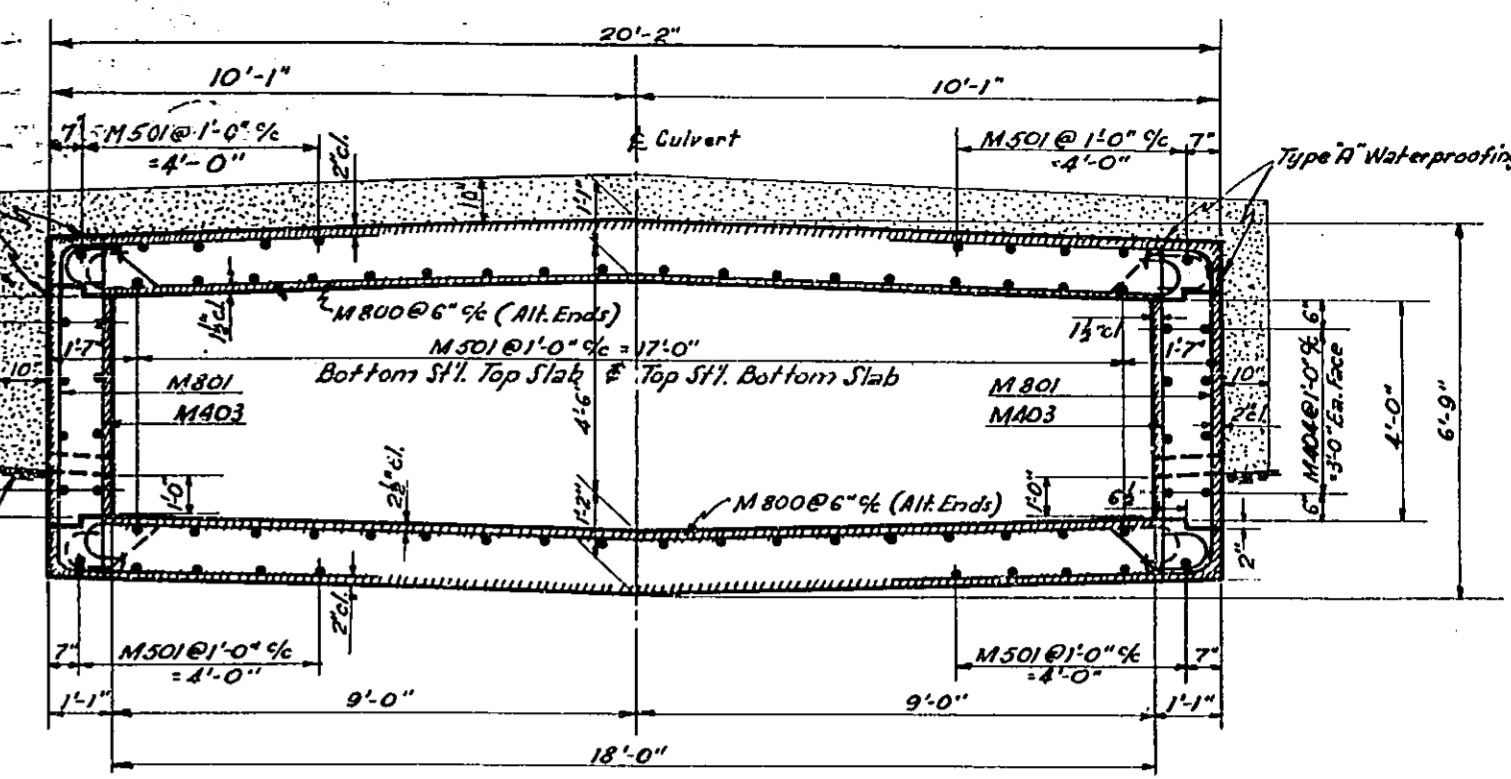 20'-2"
10'-1"
10'-1"
7"
M501@1'-0" c/c
=4'-0"
2"cl.
℄ Culvert
M501@1'-0" c/c
=4'-0"
7"
Type "A" Waterproofing
10"
1'-1"
1½"cl
M800@6" c/c (Alt. Ends)
M501@1'-0" c/c = 17'-0"
Bottom St'l. Top Slab & Top St'l. Bottom Slab
1½"cl
1'-7"
1'-7"
10"
M801
M403
4'-6"
M801
M403
10"
2"cl.
6"
M404@1'-0" c/c
=3'-0" Ea. Face
6"
4'-0"
6'-9"
1'-0"
2½"cl.
1'-2"
M800@6" c/c (Alt. Ends)
1'-0"
6½"
2"
2"cl.
7"
M501@1'-0" c/c
=4'-0"
M501@1'-0" c/c
=4'-0"
7"
1'-1"
9'-0"
9'-0"
1'-1"
18'-0"